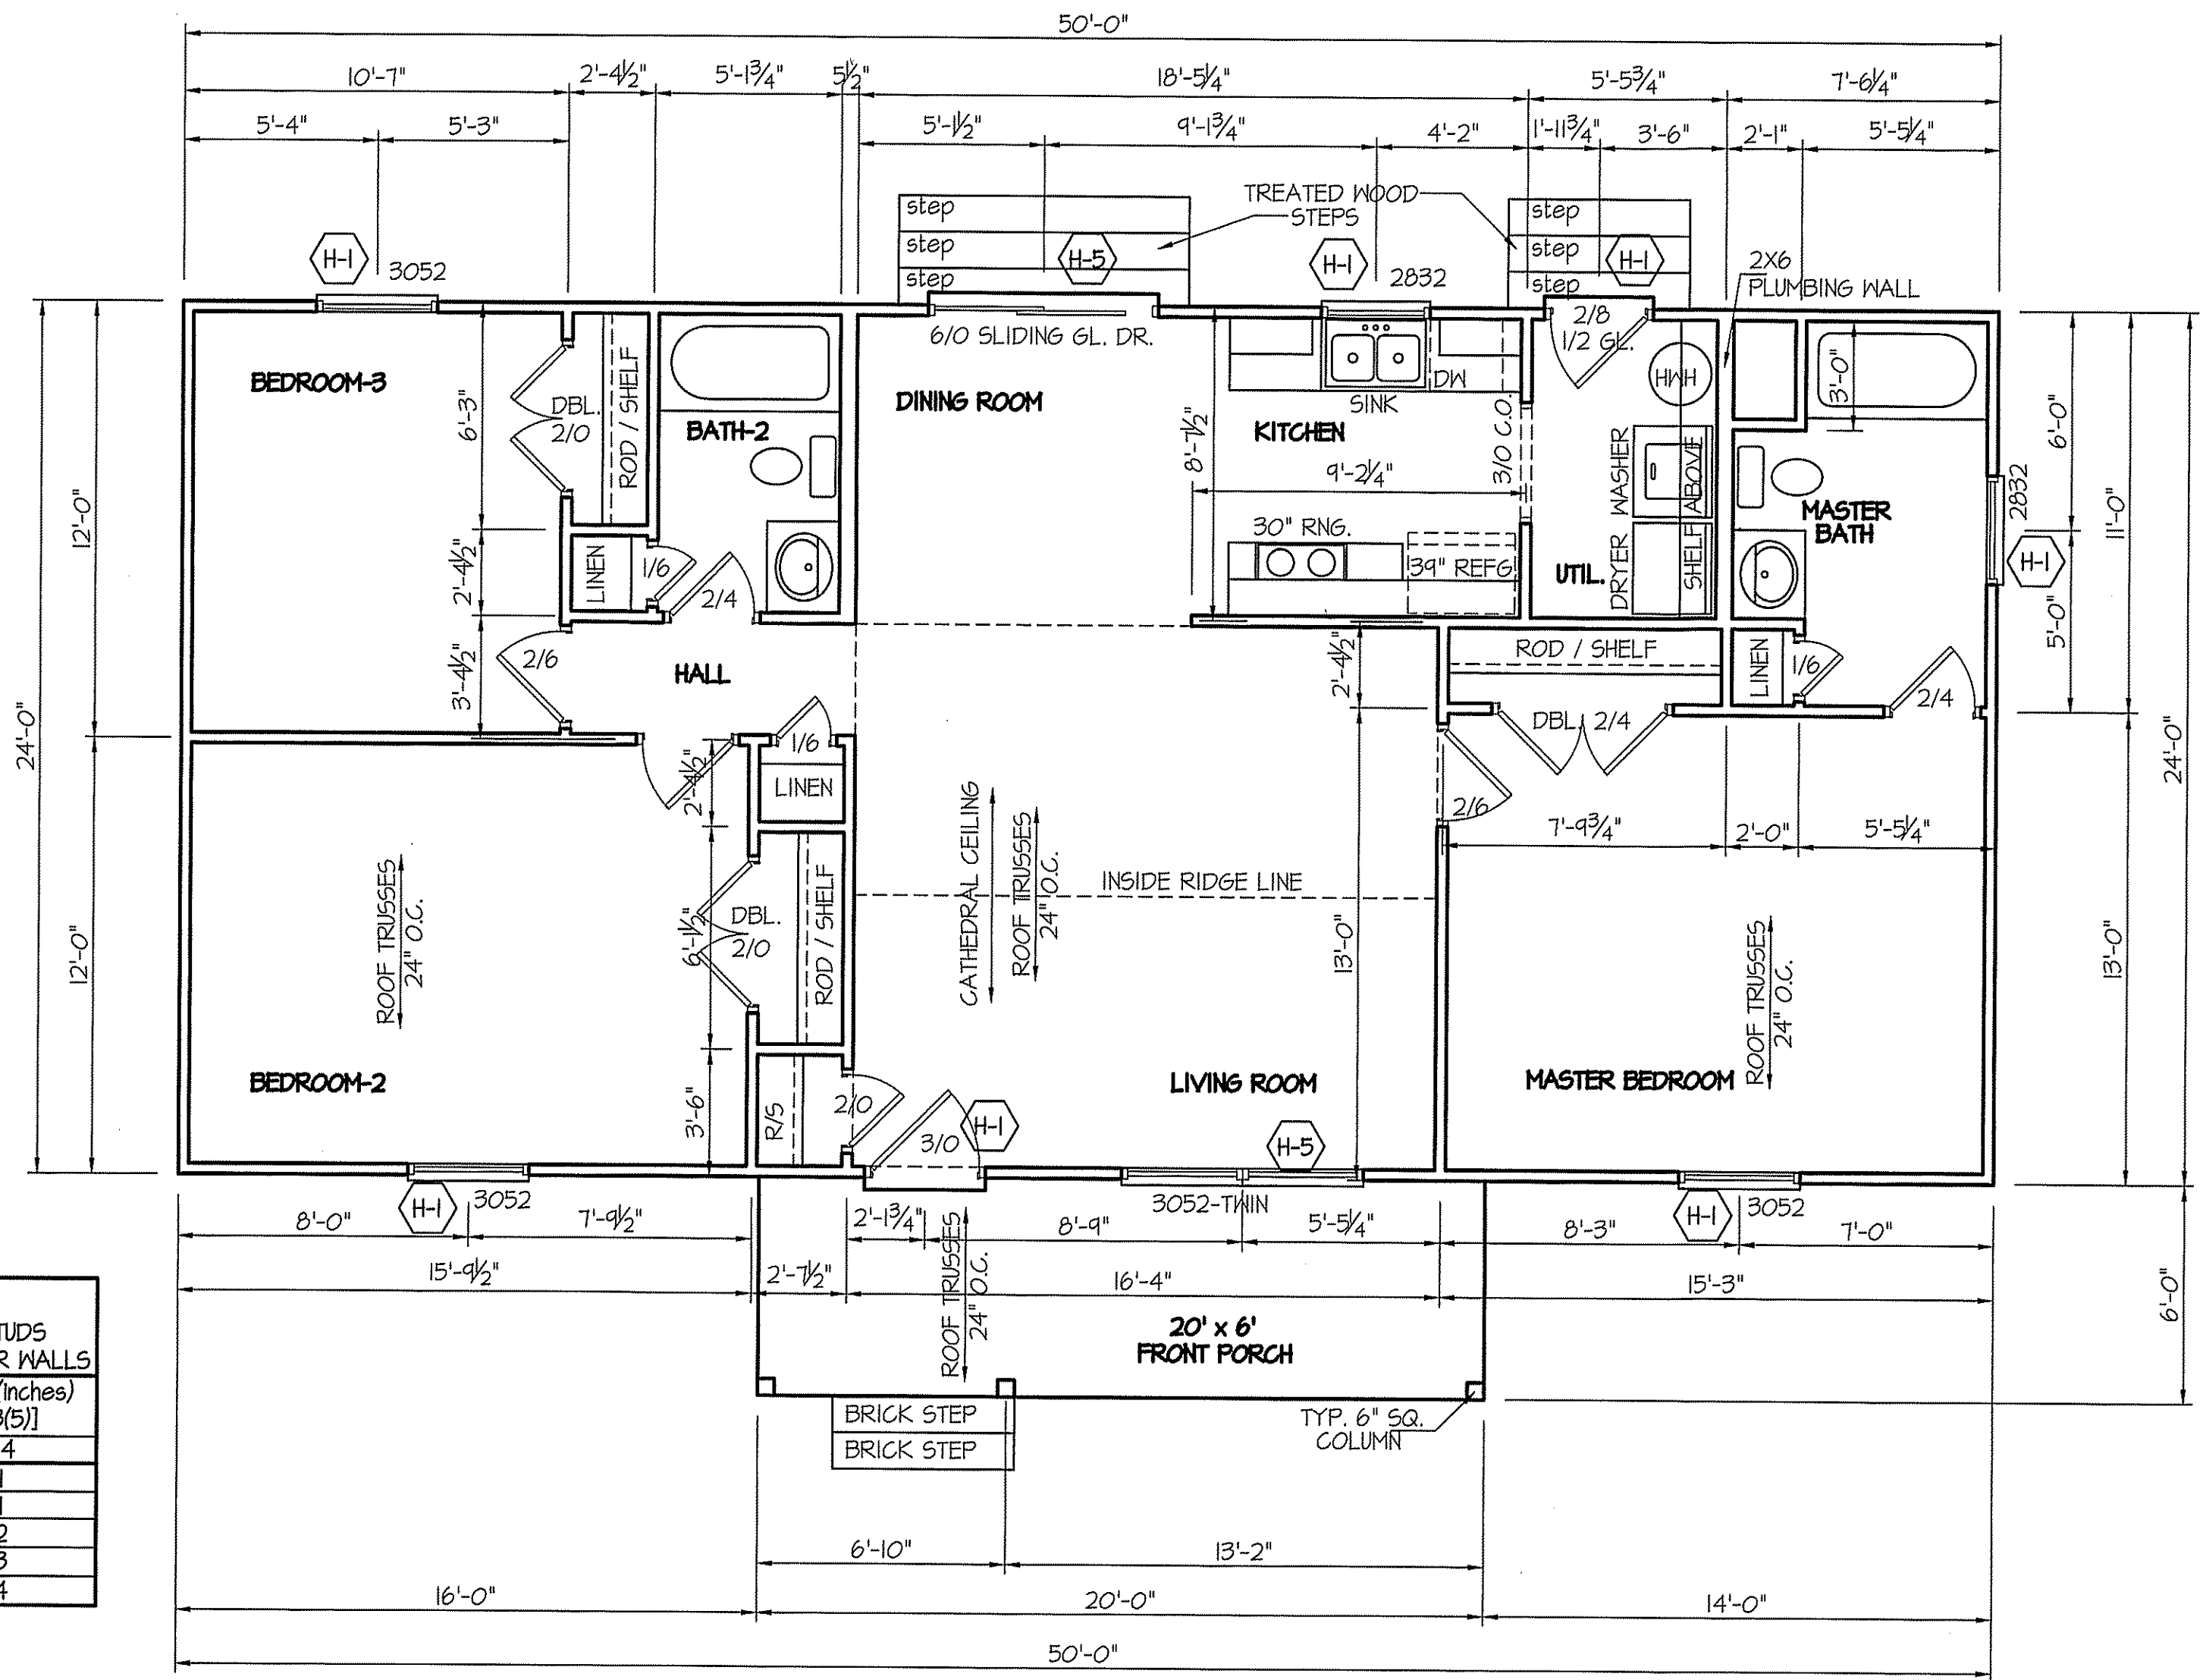 50'-0"
10'-7" 2'-4½" 5'-1¾" 5½" 18'-5¼" 5'-5¾" 7'-6¼"
5'-4" 5'-3" 5'-1½" 9'-1¾" 4'-2" 1'-11¾" 3'-6" 2'-1" 5'-5¼"
TREATED WOOD
STEPS
step
step
step
step
step
step
H-1
3052
H-5
H-1
2832
H-1
2X6
PLUMBING WALL
6/0 SLIDING GL. DR.
2/8
1/2 GL.
BEDROOM-3
DBL.
2/0
ROD / SHELF
6'-3"
BATH-2
DINING ROOM
8'-7½"
KITCHEN
9'-2¼"
SINK
DW
3/0 C.O.
HWH
3'-0"
WASHER
DRYER
SHELF ABOVE
UTIL.
MASTER
BATH
2832
H-1
6'-0"
5'-0"
11'-0"
24'-0"
13'-0"
30" RNG.
39" REFG
LINEN
1/6
2/4
2'-4½"
3'-4½"
2/6
HALL
12'-0"
24'-0"
12'-0"
2'-4½"
ROD / SHELF
DBL. 2/4
LINEN
1/6
2/4
2/6
7'-9¾" 2'-0" 5'-5¼"
1/6
LINEN
2'-4½"
6'-1½"
DBL.
2/0
ROD / SHELF
3'-6"
R/S
2/0
3/0
H-1
CATHEDRAL CEILING
ROOF TRUSSES
24" O.C.
INSIDE RIDGE LINE
13'-0"
ROOF TRUSSES
24" O.C.
ROOF TRUSSES
24" O.C.
BEDROOM-2
LIVING ROOM
MASTER BEDROOM
H-5
H-1
3052
3052-TWIN
H-1
3052
8'-0" 7'-9½" 2'-1¾" 8'-9" 5'-5¼" 8'-3" 7'-0"
15'-9½" 2'-7½" 16'-4" 15'-3"
6'-0"
ROOF TRUSSES
24" O.C.
20' x 6'
FRONT PORCH
BRICK STEP
BRICK STEP
TYP. 6" SQ.
COLUMN
6'-10" 13'-2"
16'-0" 20'-0" 14'-0"
50'-0"
TUDS
R WALLS
(inches)
3(5)]
4
1
1
2
3
4